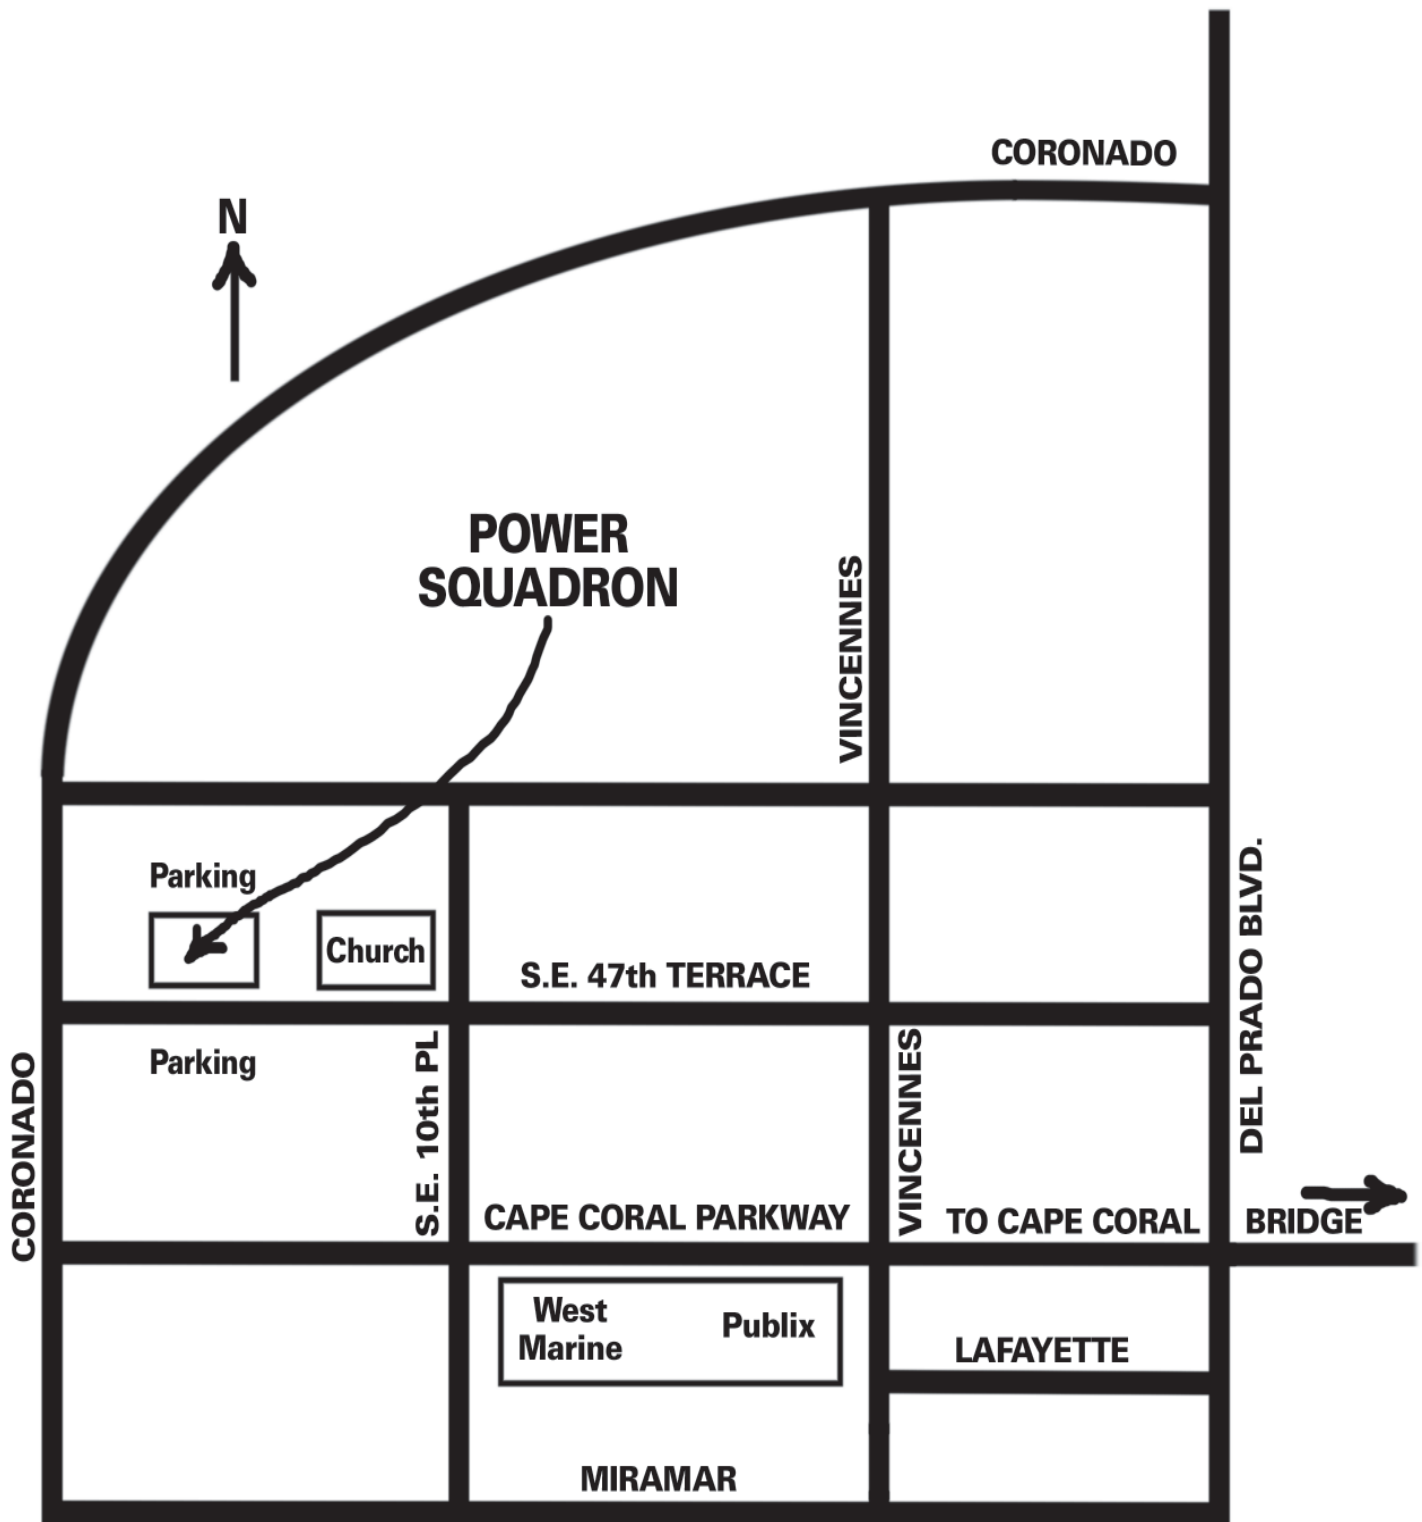 CORONADO
N
POWER
SQUADRON
VINCENNES
Parking
Church
S.E. 47th TERRACE
DEL PRADO BLVD.
Parking
CORONADO
S.E. 10th PL
VINCENNES
CAPE CORAL PARKWAY
TO CAPE CORAL BRIDGE
West
Marine
Publix
LAFAYETTE
MIRAMAR